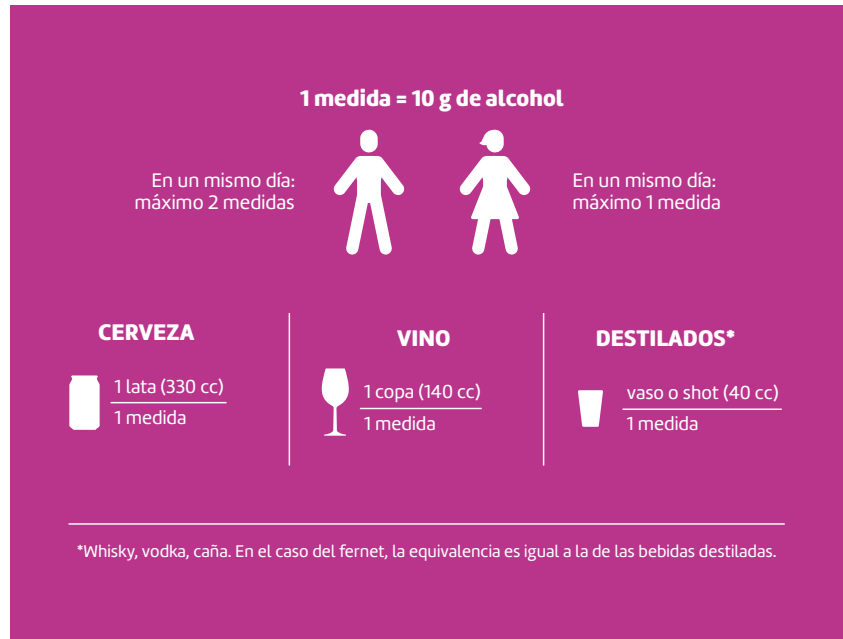 1 medida = 10 g de alcohol
En un mismo día:
máximo 2 medidas
En un mismo día:
máximo 1 medida
CERVEZA
1 lata (330 cc)
1 medida
VINO
1 copa (140 cc)
1 medida
DESTILADOS*
vaso o shot (40 cc)
1 medida
*Whisky, vodka, caña. En el caso del fernet, la equivalencia es igual a la de las bebidas destiladas.